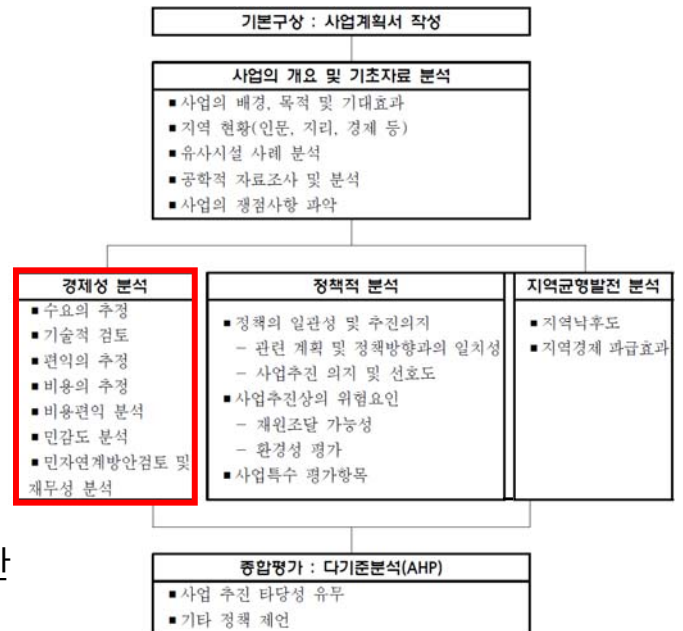 기본구상 : 사업계획서 작성
사업의 개요 및 기초자료 분석
■사업의 배경, 목적 및 기대효과
■지역 현황(인문, 지리, 경제 등)
■유사시설 사례 분석
■공학적 자료조사 및 분석
■사업의 쟁점사항 파악
경제성 분석
■수요의 추정
■기술적 검토
■편익의 추정
■비용의 추정
■비용편익 분석
■민감도 분석
■민자연계방안검토 및
재무성 분석
정책적 분석
■정책의 일관성 및 추진의지
– 관련 계획 및 정책방향과의 일치성
– 사업추진 의지 및 선호도
■사업추진상의 위험요인
– 재원조달 가능성
– 환경성 평가
■사업특수 평가항목
지역균형발전 분석
■지역낙후도
■지역경제 파급효과
종합평가 : 다기준분석(AHP)
■사업 추진 타당성 유무
■기타 정책 제언